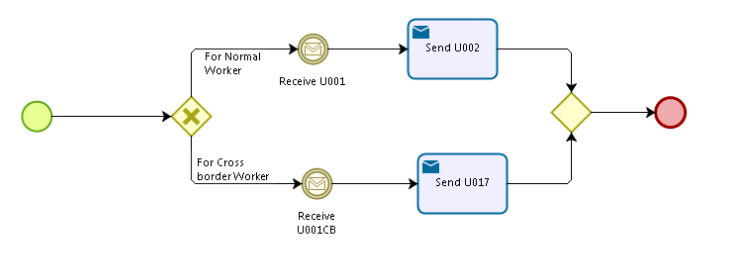 For Normal
Worker
Receive U001
Send U002
For Cross
border Worker
Receive
U001CB
Send U017